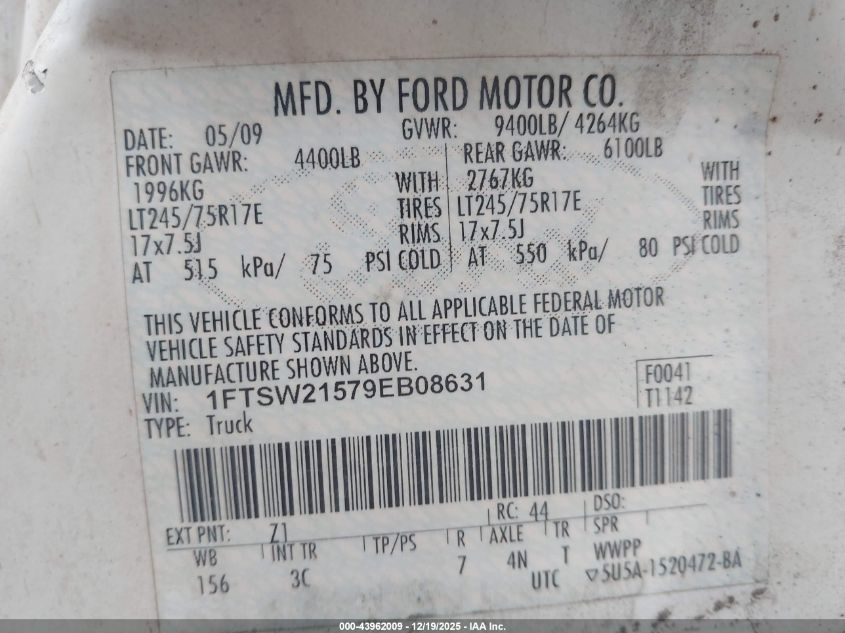 MFD. BY FORD MOTOR CO.
DATE: 05/09 GVWR: 9400LB/ 4264KG
FRONT GAWR: 4400LB REAR GAWR: 6100LB
1996KG WITH 2767KG WITH
LT245/75R17E TIRES LT245/75R17E TIRES
17x7.5J RIMS 17x7.5J RIMS
AT 515 kPa/ 75 PSI COLD AT 550 kPa/ 80 PSI COLD
THIS VEHICLE CONFORMS TO ALL APPLICABLE FEDERAL MOTOR
VEHICLE SAFETY STANDARDS IN EFFECT ON THE DATE OF
MANUFACTURE SHOWN ABOVE.
VIN: 1FTSW21579EB08631 F0041
TYPE: Truck T1142
EXT PNT: Z1 RC: 44 DSO:
WB INT TR TP/PS R AXLE TR SPR
156 3C 7 4N T WWPP
UTC ▽5U5A-1520472-BA
000-43962009 - 12/19/2025 - IAA Inc.